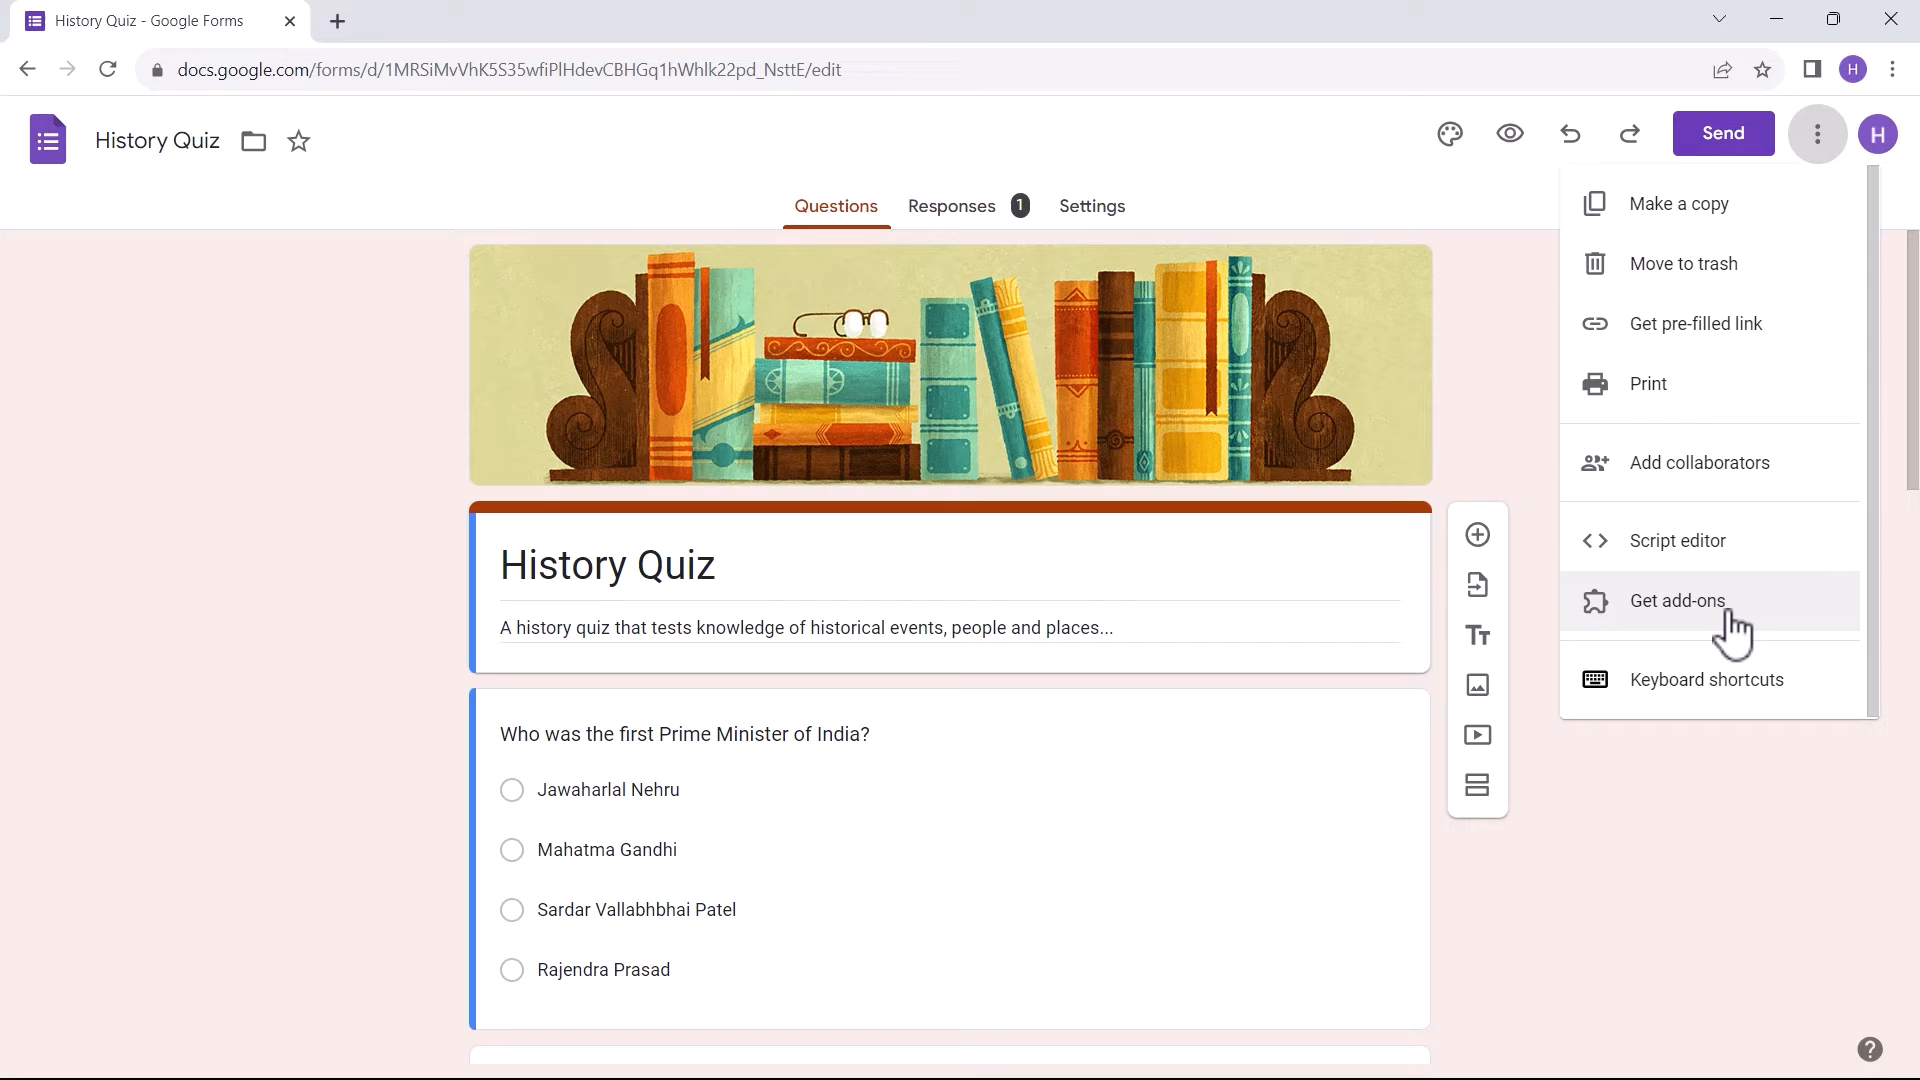 History Quiz - Google Forms
docs.google.com/forms/d/1MRSiMvVhK5S35wfiPlHdevCBHGq1hWhlk22pd_NsttE/edit
H
History Quiz
Send
H
Questions
Responses 1
Settings
Make a copy
Move to trash
Get pre-filled link
Print
Add collaborators
Script editor
Get add-ons
Keyboard shortcuts
History Quiz
A history quiz that tests knowledge of historical events, people and places...
Tт
Who was the first Prime Minister of India?
Jawaharlal Nehru
Mahatma Gandhi
Sardar Vallabhbhai Patel
Rajendra Prasad
?